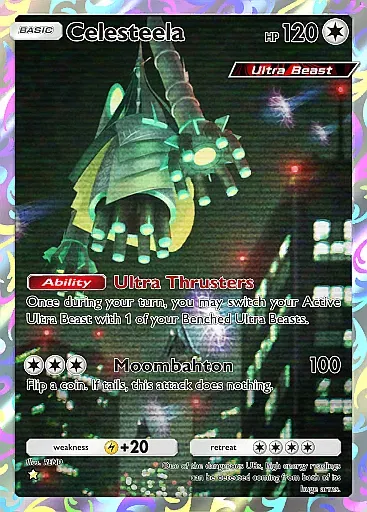 BASIC Celesteela HP 120
Ultra Beast
Ability Ultra Thrusters
Once during your turn, you may switch your Active
Ultra Beast with 1 of your Benched Ultra Beasts.
Moombahton 100
Flip a coin. If tails, this attack does nothing.
weakness +20 retreat
Illus. REND
One of the dangerous UBs, high energy readings
can be detected coming from both of its
huge arms.